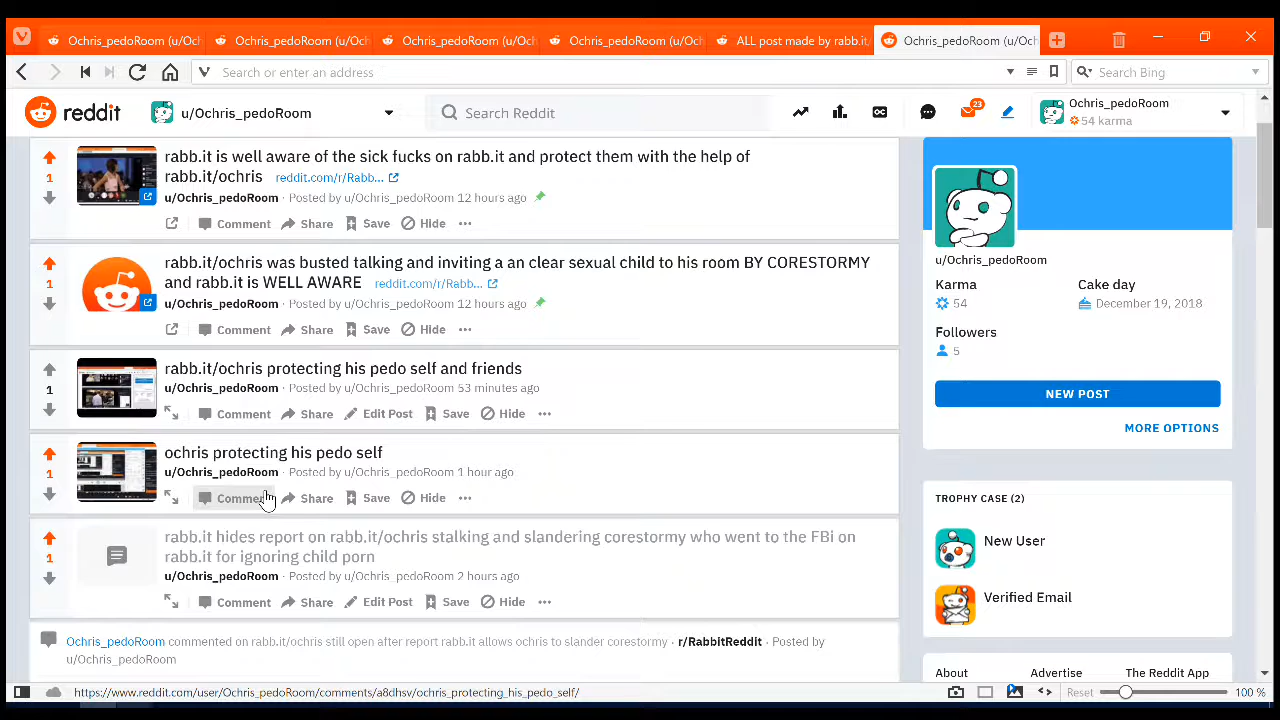 Ochris_pedoRoom (u/Oc Ochris_pedoRoom (u/Oc Ochris_pedoRoom (u/Oc Ochris_pedoRoom (u/Oc ALL post made by rabb.it, Ochris_pedoRoom (u/Oc
Search or enter an address Search Bing
reddit u/Ochris_pedoRoom Search Reddit 23 Ochris_pedoRoom
54 karma
rabb.it is well aware of the sick fucks on rabb.it and protect them with the help of
rabb.it/ochris reddit.com/r/Rabb...
1
u/Ochris_pedoRoom · Posted by u/Ochris_pedoRoom 12 hours ago
Comment Share Save Hide
rabb.it/ochris was busted talking and inviting a an clear sexual child to his room BY CORESTORMY
and rabb.it is WELL AWARE reddit.com/r/Rabb...
1
u/Ochris_pedoRoom · Posted by u/Ochris_pedoRoom 12 hours ago
Comment Share Save Hide
rabb.it/ochris protecting his pedo self and friends
1
u/Ochris_pedoRoom · Posted by u/Ochris_pedoRoom 53 minutes ago
Comment Share Edit Post Save Hide
ochris protecting his pedo self
1
u/Ochris_pedoRoom · Posted by u/Ochris_pedoRoom 1 hour ago
Comment Share Save Hide
rabb.it hides report on rabb.it/ochris stalking and slandering corestormy who went to the FBi on
rabb.it for ignoring child porn
1
u/Ochris_pedoRoom · Posted by u/Ochris_pedoRoom 2 hours ago
Comment Share Edit Post Save Hide
Ochris_pedoRoom commented on rabb.it/ochris still open after report rabb.it allows ochris to slander corestormy · r/RabbitReddit · Posted by
u/Ochris_pedoRoom
u/Ochris_pedoRoom
Karma Cake day
54 December 19, 2018
Followers
5
NEW POST
MORE OPTIONS
TROPHY CASE (2)
New User
Verified Email
About Advertise The Reddit App
https://www.reddit.com/user/Ochris_pedoRoom/comments/a8dhsv/ochris_protecting_his_pedo_self/ Reset 100 %